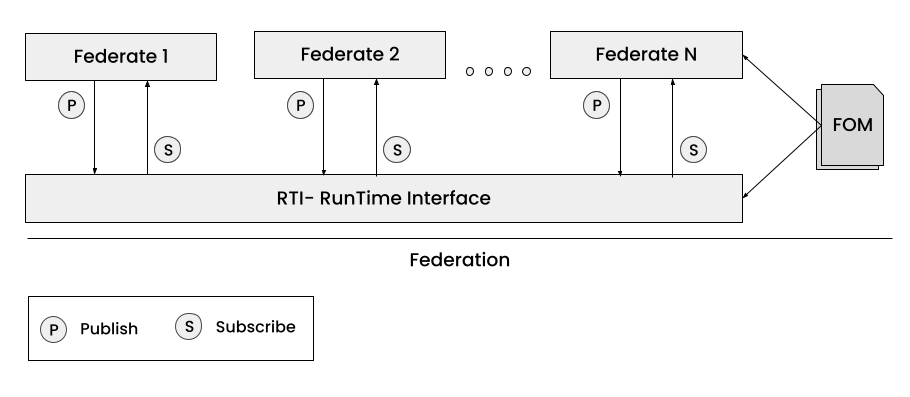 Federate 1
Federate 2
o o o o
Federate N
P
S
P
S
P
S
FOM
RTI- RunTime Interface
Federation
P Publish
S Subscribe